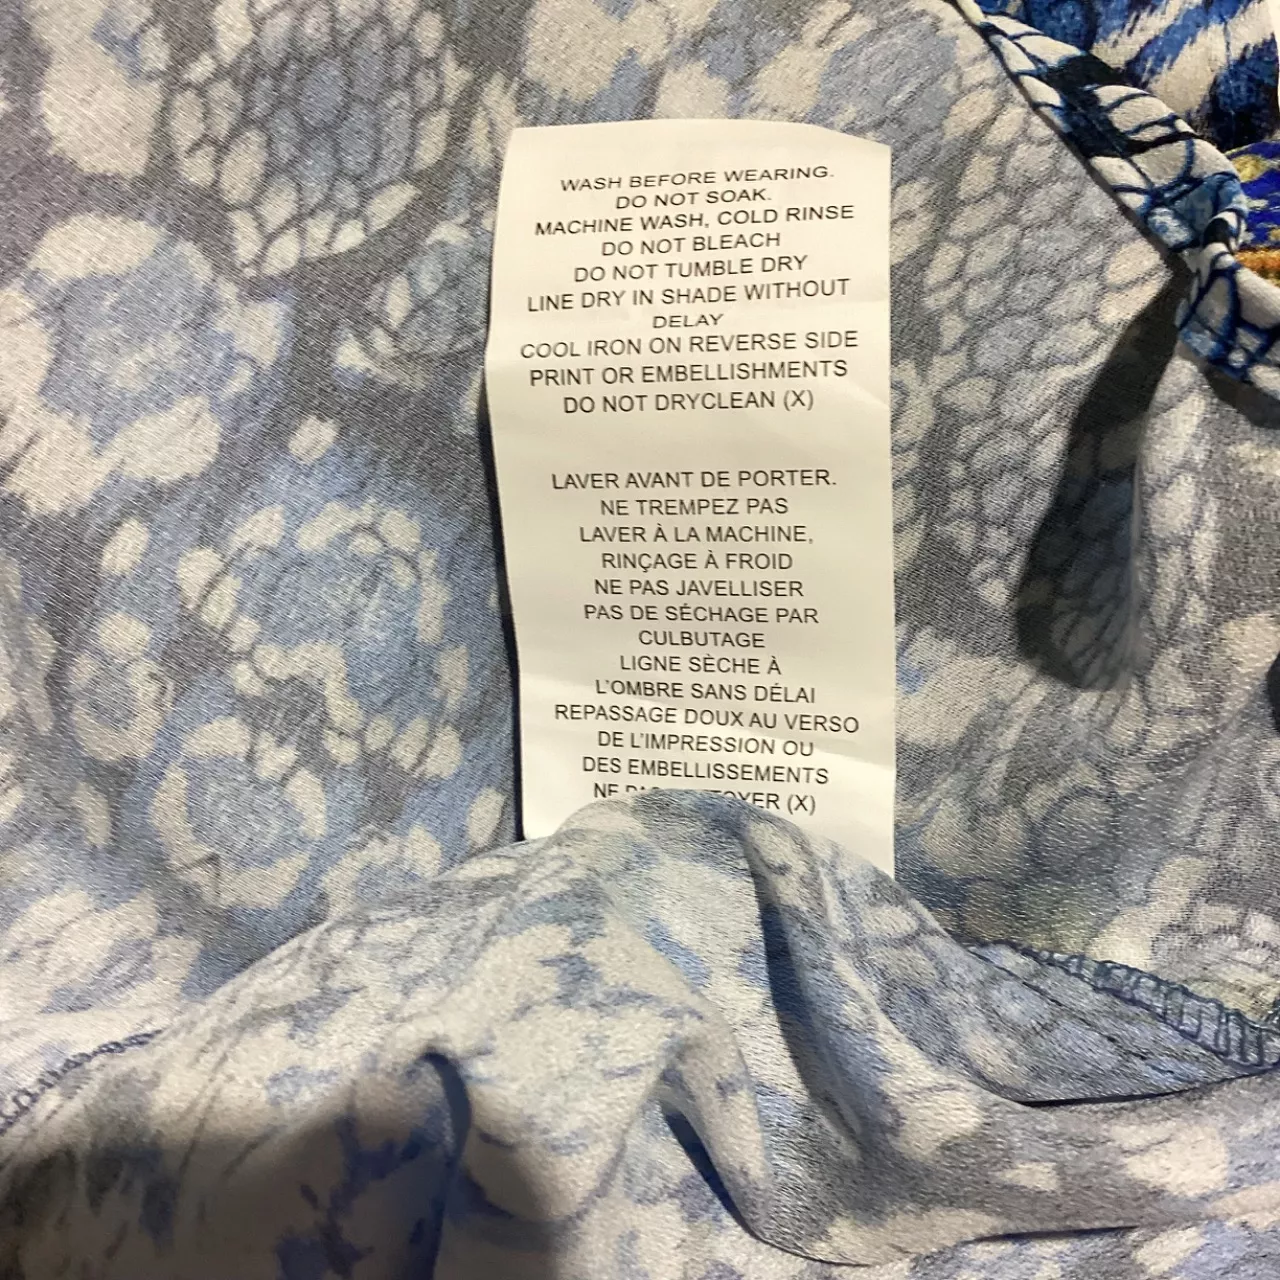 WASH BEFORE WEARING.
DO NOT SOAK.
MACHINE WASH, COLD RINSE
DO NOT BLEACH
DO NOT TUMBLE DRY
LINE DRY IN SHADE WITHOUT
DELAY
COOL IRON ON REVERSE SIDE
PRINT OR EMBELLISHMENTS
DO NOT DRYCLEAN (X)
LAVER AVANT DE PORTER.
NE TREMPEZ PAS
LAVER À LA MACHINE,
RINÇAGE À FROID
NE PAS JAVELLISER
PAS DE SÉCHAGE PAR
CULBUTAGE
LIGNE SÈCHE À
L'OMBRE SANS DÉLAI
REPASSAGE DOUX AU VERSO
DE L'IMPRESSION OU
DES EMBELLISSEMENTS
NE (X)